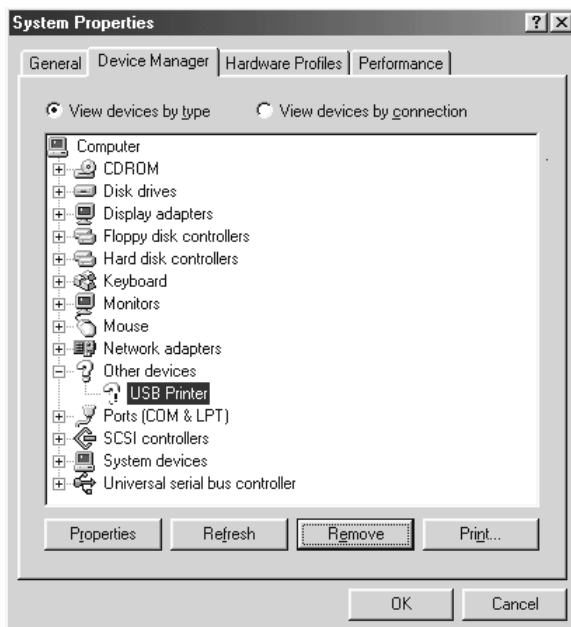 System Properties
General Device Manager Hardware Profiles Performance
View devices by type View devices by connection
Computer
CDROM
Disk drives
Display adapters
Floppy disk controllers
Hard disk controllers
Keyboard
Monitors
Mouse
Network adapters
Other devices
USB Printer
Ports (COM & LPT)
SCSI controllers
System devices
Universal serial bus controller
Properties Refresh Remove Print...
OK Cancel